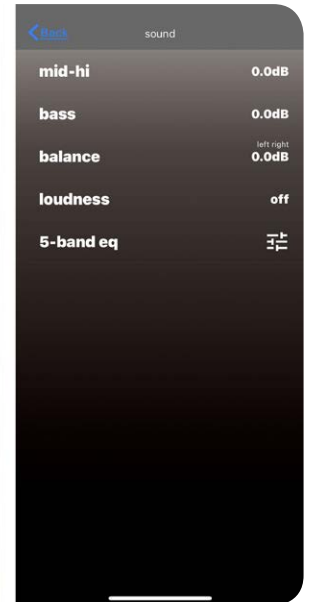 Back
sound
mid-hi 0.0dB
bass 0.0dB
left right
balance 0.0dB
loudness off
5-band eq